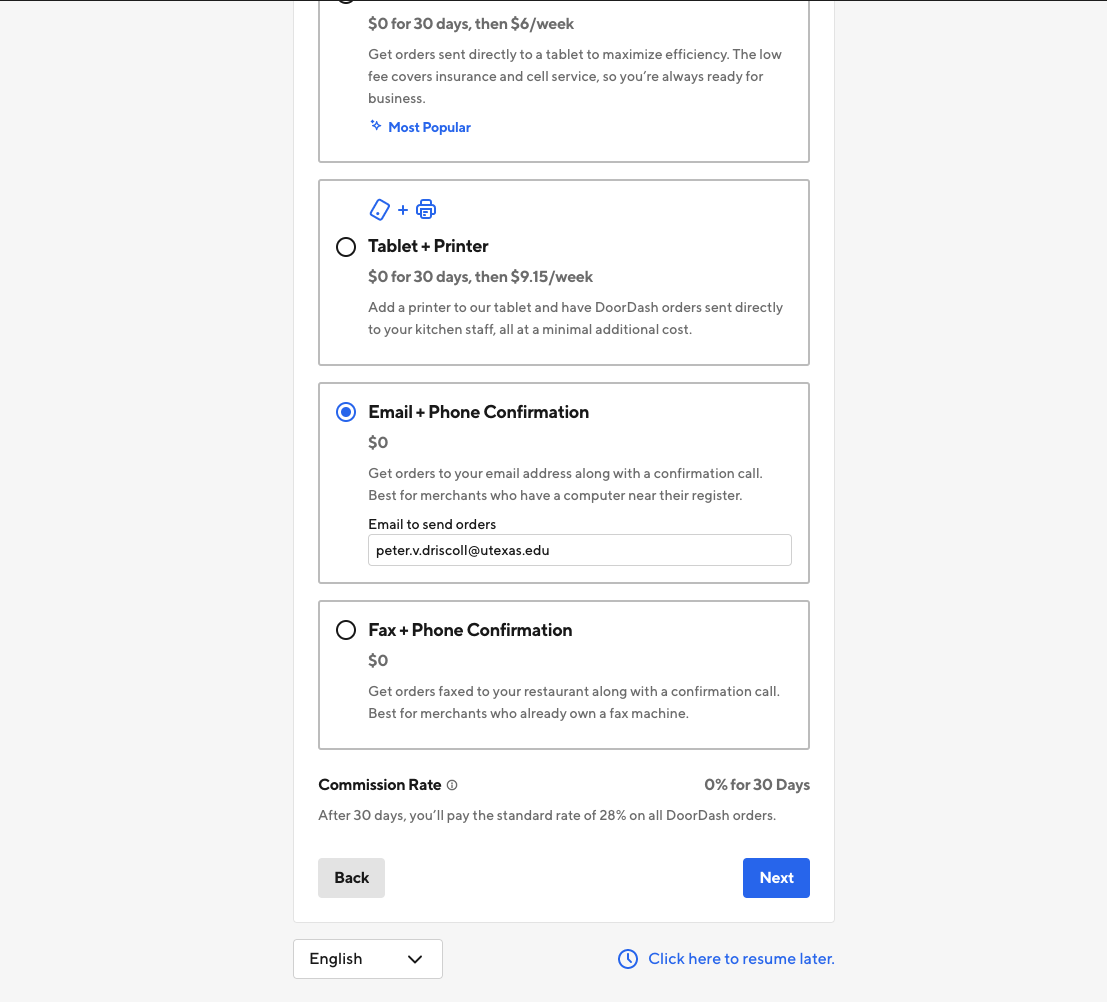 $0 for 30 days, then $6/week
Get orders sent directly to a tablet to maximize efficiency. The low
fee covers insurance and cell service, so you're always ready for
business.
Most Popular
+
Tablet + Printer
$0 for 30 days, then $9.15/week
Add a printer to our tablet and have DoorDash orders sent directly
to your kitchen staff, all at a minimal additional cost.
Email + Phone Confirmation
$0
Get orders to your email address along with a confirmation call.
Best for merchants who have a computer near their register.
Email to send orders
peter.v.driscoll@utexas.edu
Fax + Phone Confirmation
$0
Get orders faxed to your restaurant along with a confirmation call.
Best for merchants who already own a fax machine.
Commission Rate 0% for 30 Days
After 30 days, you'll pay the standard rate of 28% on all DoorDash orders.
Back Next
English Click here to resume later.